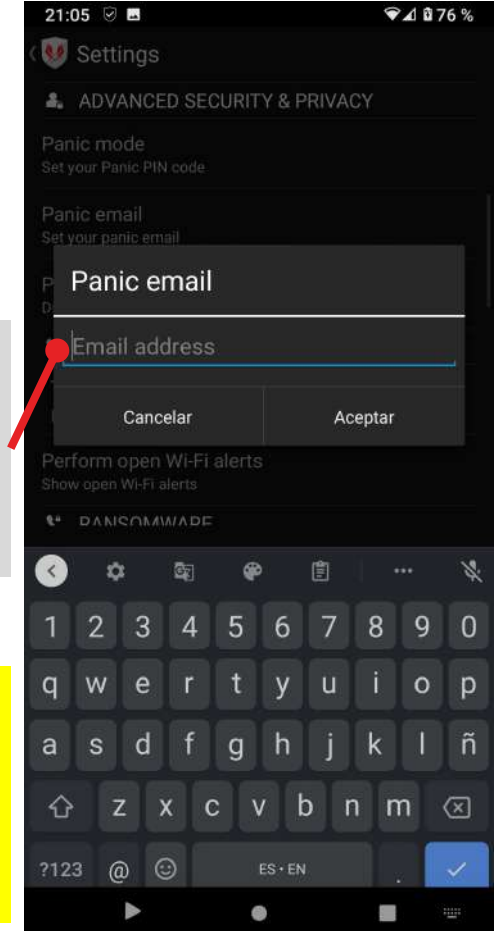 21:05 76 %
Settings
ADVANCED SECURITY & PRIVACY
Panic mode
Set your Panic PIN code
Panic email
Set your panic email
P
D
Panic email
Email address
Cancelar Aceptar
Perform open Wi-Fi alerts
Show open Wi-Fi alerts
RANSOMWARE
1 2 3 4 5 6 7 8 9 0
q w e r t y u i o p
a s d f g h j k l ñ
z x c v b n m
?123 @ ES • EN .